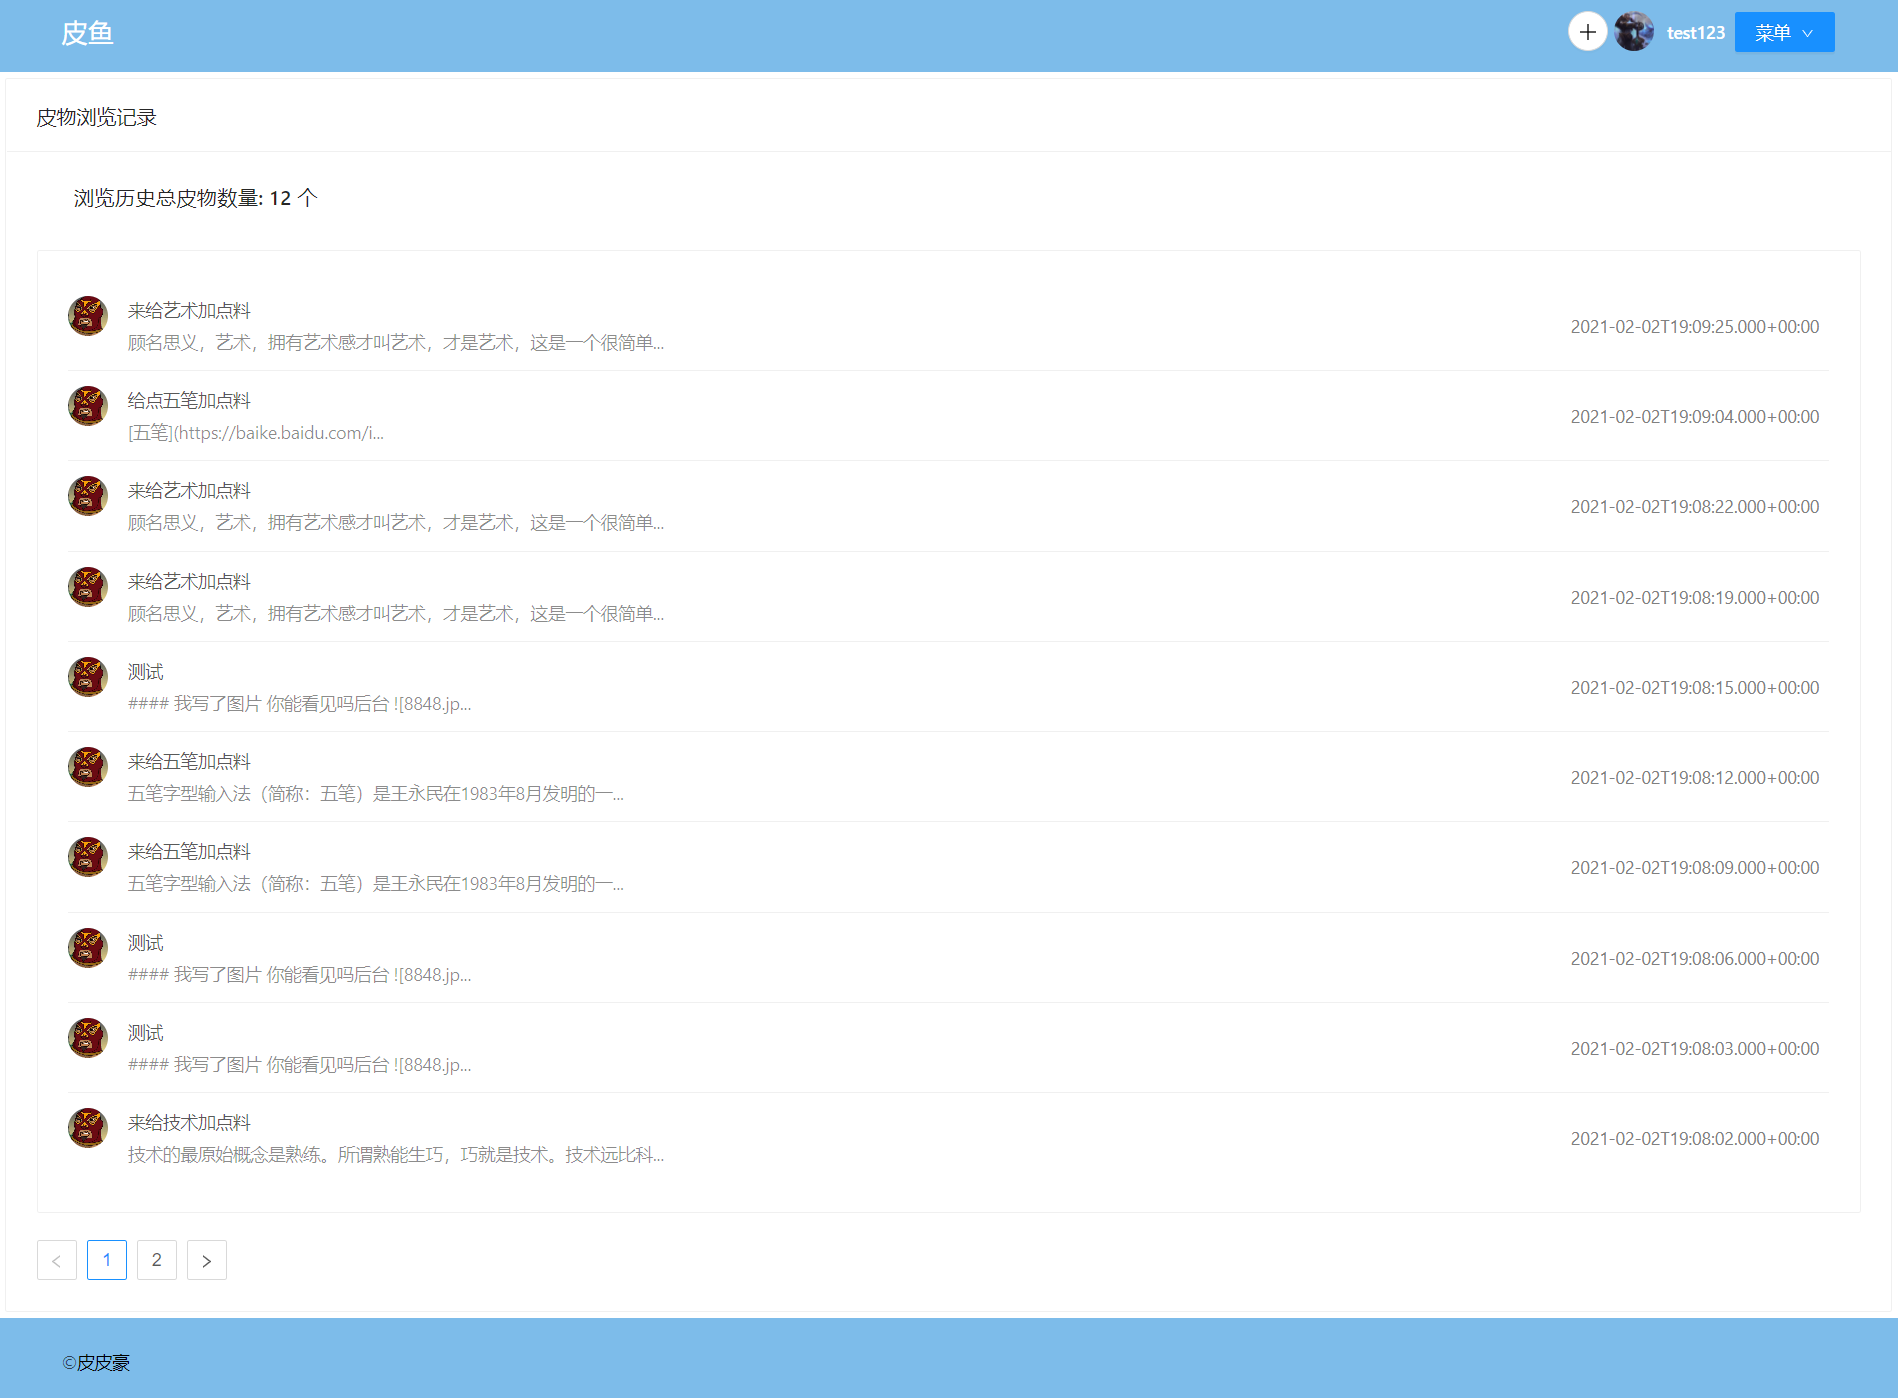 皮鱼
test123
菜单
皮物浏览记录
浏览历史总皮物数量: 12 个
来给艺术加点料
顾名思义，艺术，拥有艺术感才叫艺术，才是艺术，这是一个很简单...
2021-02-02T19:09:25.000+00:00
给点五笔加点料
[五笔](https://baike.baidu.com/i...
2021-02-02T19:09:04.000+00:00
来给艺术加点料
顾名思义，艺术，拥有艺术感才叫艺术，才是艺术，这是一个很简单...
2021-02-02T19:08:22.000+00:00
来给艺术加点料
顾名思义，艺术，拥有艺术感才叫艺术，才是艺术，这是一个很简单...
2021-02-02T19:08:19.000+00:00
测试
#### 我写了图片 你能看见吗后台 ![8848.jp...
2021-02-02T19:08:15.000+00:00
来给五笔加点料
五笔字型输入法（简称：五笔）是王永民在1983年8月发明的一...
2021-02-02T19:08:12.000+00:00
来给五笔加点料
五笔字型输入法（简称：五笔）是王永民在1983年8月发明的一...
2021-02-02T19:08:09.000+00:00
测试
#### 我写了图片 你能看见吗后台 ![8848.jp...
2021-02-02T19:08:06.000+00:00
测试
#### 我写了图片 你能看见吗后台 ![8848.jp...
2021-02-02T19:08:03.000+00:00
来给技术加点料
技术的最原始概念是熟练。所谓熟能生巧，巧就是技术。技术远比科...
2021-02-02T19:08:02.000+00:00
< 1 2 >
©皮皮豪